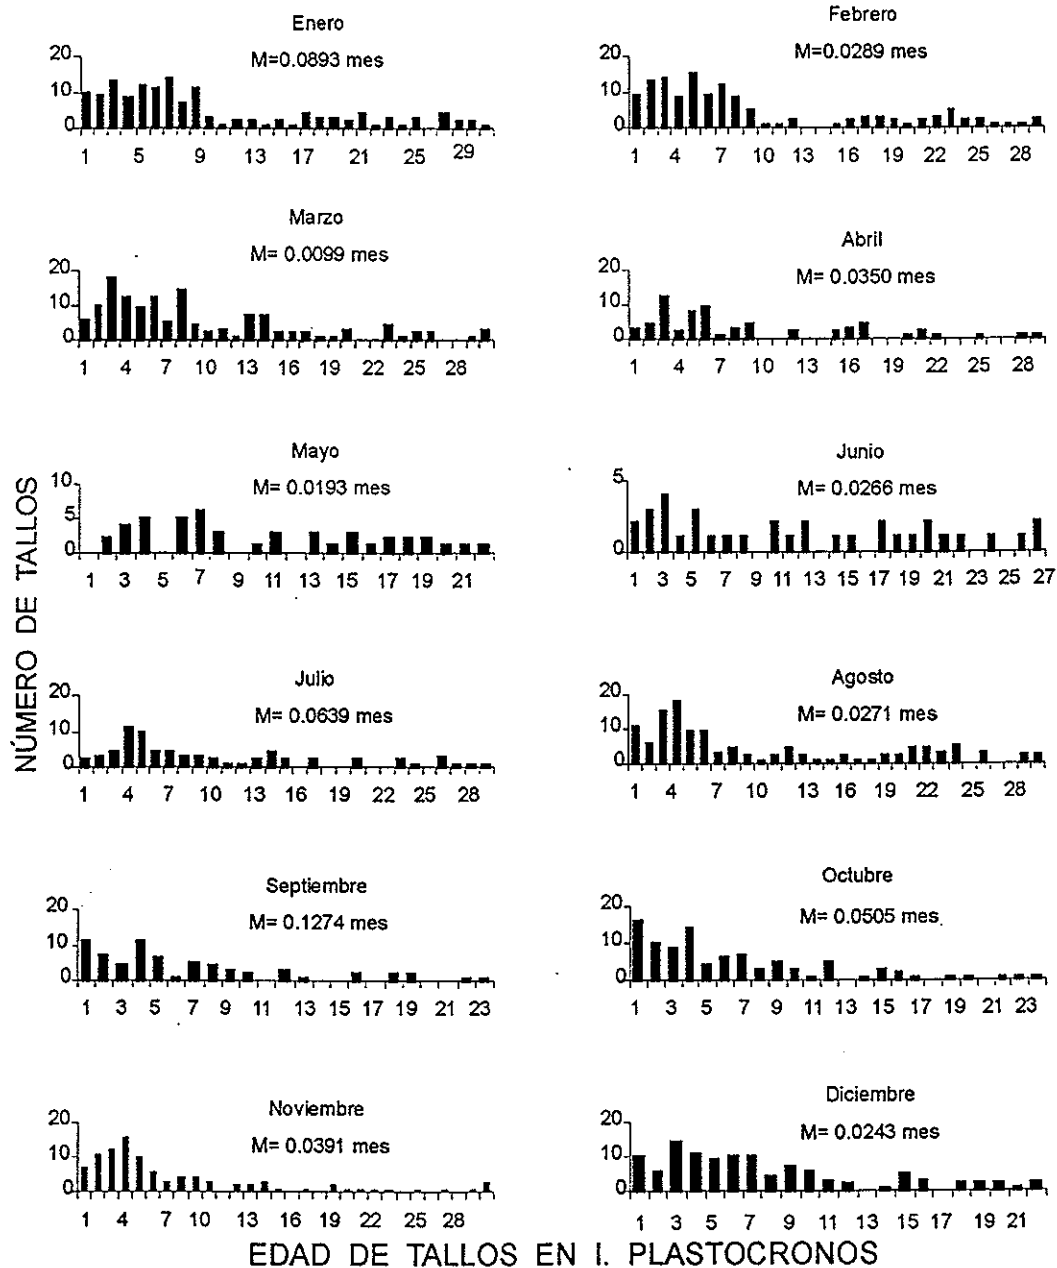 Enero
M=0.0893 mes
20
10
0
1 5 9 13 17 21 25 29
Febrero
M=0.0289 mes
20
10
0
1 4 7 10 13 16 19 22 25 28
Marzo
M= 0.0099 mes
20
10
0
1 4 7 10 13 16 19 22 25 28
Abril
M= 0.0350 mes
20
10
0
1 4 7 10 13 16 19 22 25 28
Mayo
M= 0.0193 mes
10
5
0
1 3 5 7 9 11 13 15 17 19 21
Junio
M= 0.0266 mes
5
0
1 3 5 7 9 11 13 15 17 19 21 23 25 27
Julio
M= 0.0639 mes
20
10
0
1 4 7 10 13 16 19 22 25 28
Agosto
M= 0.0271 mes
20
10
0
1 4 7 10 13 16 19 22 25 28
Septiembre
M= 0.1274 mes
20
10
0
1 3 5 7 9 11 13 15 17 19 21 23
Octubre
M= 0.0505 mes
20
10
0
1 3 5 7 9 11 13 15 17 19 21 23
Noviembre
M= 0.0391 mes
20
10
0
1 4 7 10 13 16 19 22 25 28
Diciembre
M= 0.0243 mes
20
10
0
1 3 5 7 9 11 13 15 17 19 21
NÚMERO DE TALLOS
EDAD DE TALLOS EN I. PLASTOCRONOS